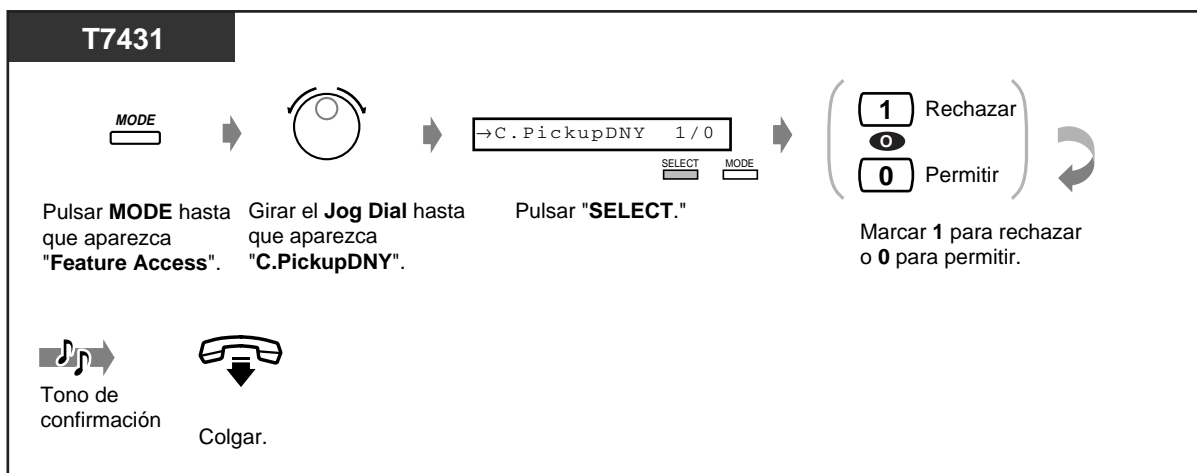 T7431
MODE
→C.PickupDNY 1/0
SELECT MODE
1 Rechazar
O
0 Permitir
Pulsar MODE hasta
que aparezca
"Feature Access".
Girar el Jog Dial hasta
que aparezca
"C.PickupDNY".
Pulsar "SELECT."
Marcar 1 para rechazar
o 0 para permitir.
Tono de
confirmación
Colgar.